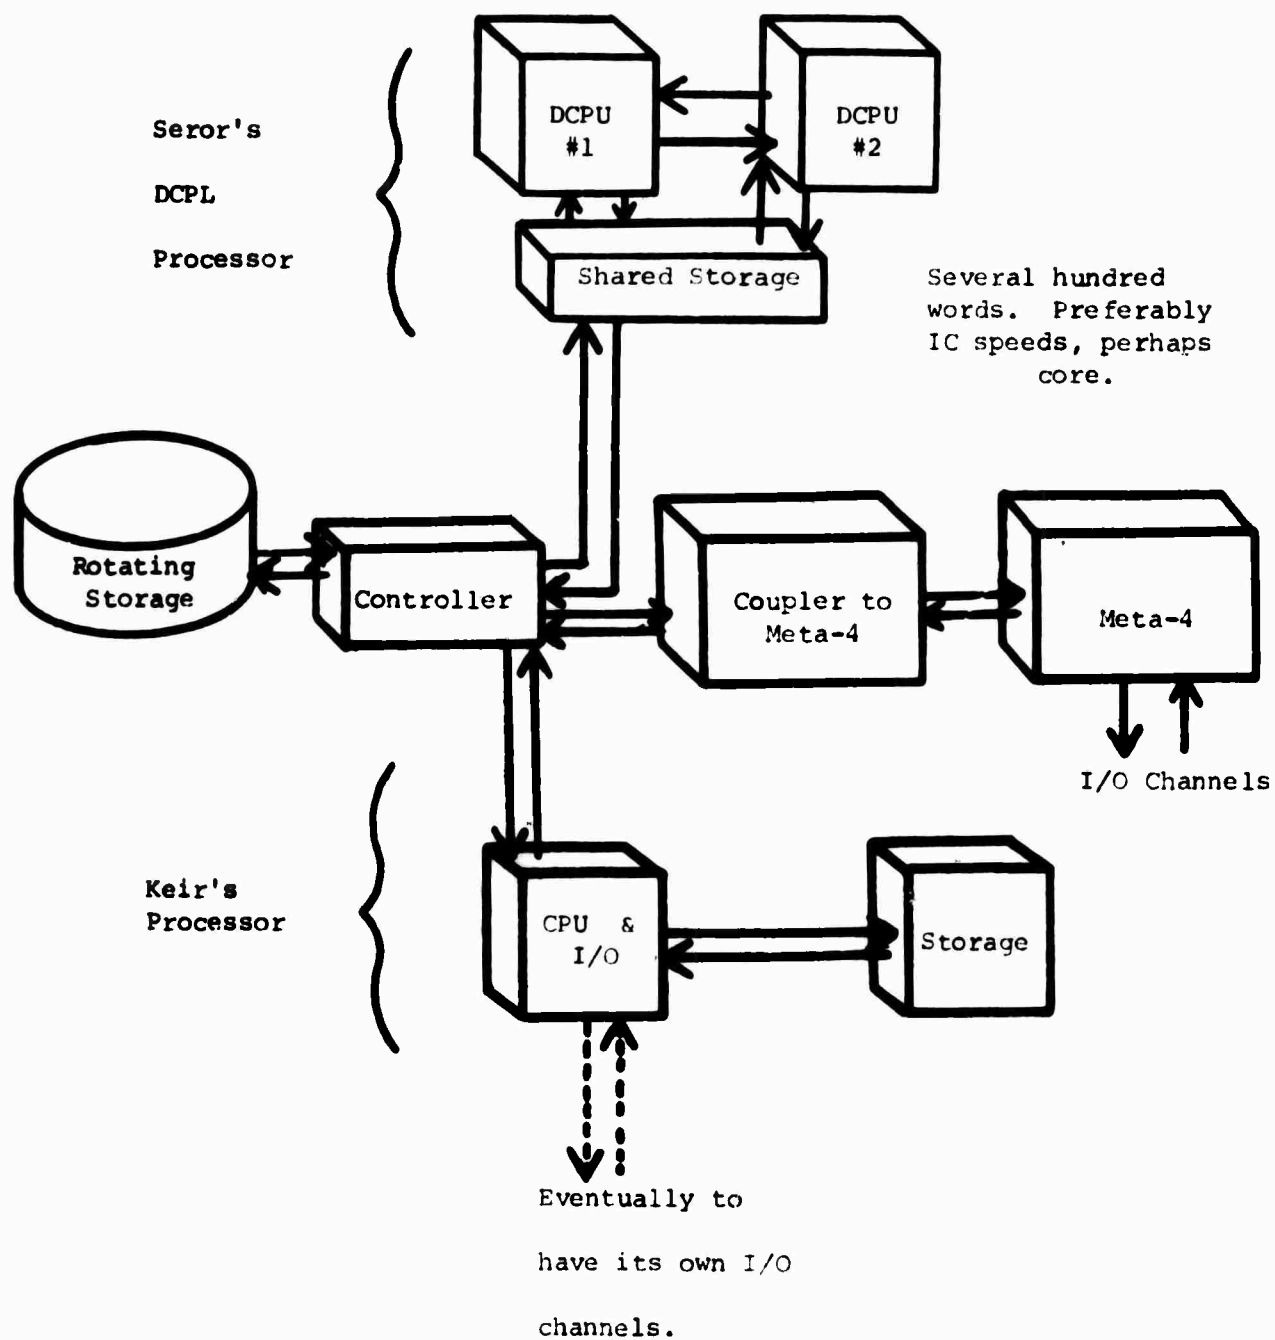 DCPU
#1
DCPU
#2
Seror's
DCPL
Processor
Shared Storage
Several hundred
words. Preferably
IC speeds, perhaps
core.
Rotating
Storage
Controller
Coupler to
Meta-4
Meta-4
I/O Channels
Keir's
Processor
CPU &
I/O
Storage
Eventually to
have its own I/O
channels.